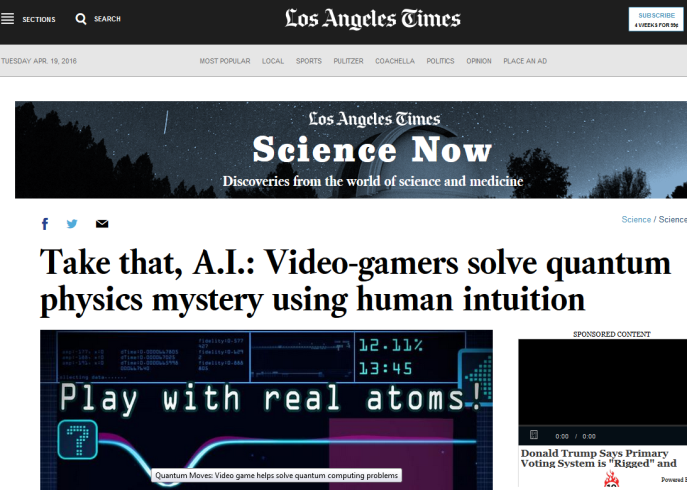 SECTIONS SEARCH Los Angeles Times SUBSCRIBE
4 WEEKS FOR 99¢
TUESDAY APR. 19, 2016 MOST POPULAR LOCAL SPORTS PULITZER COACHELLA POLITICS OPINION PLACE AN AD
Los Angeles Times
Science Now
Discoveries from the world of science and medicine
Science / Science
Take that, A.I.: Video-gamers solve quantum
physics mystery using human intuition
SPONSORED CONTENT
12.11%
13:45
Play with real atoms!
?
Quantum Moves: Video game helps solve quantum computing problems
0:00 / 0:00
Donald Trump Says Primary
Voting System is "Rigged" and
Powered